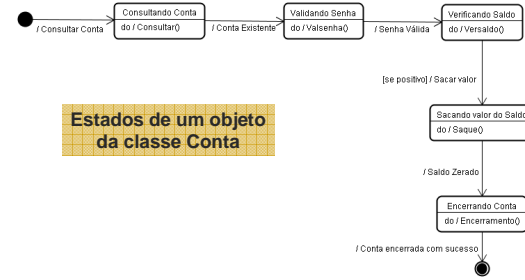 Consultando Conta
do / Consultar()
/ Consultar Conta
/ Conta Existente
Validando Senha
do / Valsenha()
/ Senha Válida
Verificando Saldo
do / Versaldo()
[se positivo] / Sacar valor
Estados de um objeto
da classe Conta
Sacando valor do Saldo
do / Saque()
/ Saldo Zerado
Encerrando Conta
do / Encerramento()
/ Conta encerrada com sucesso